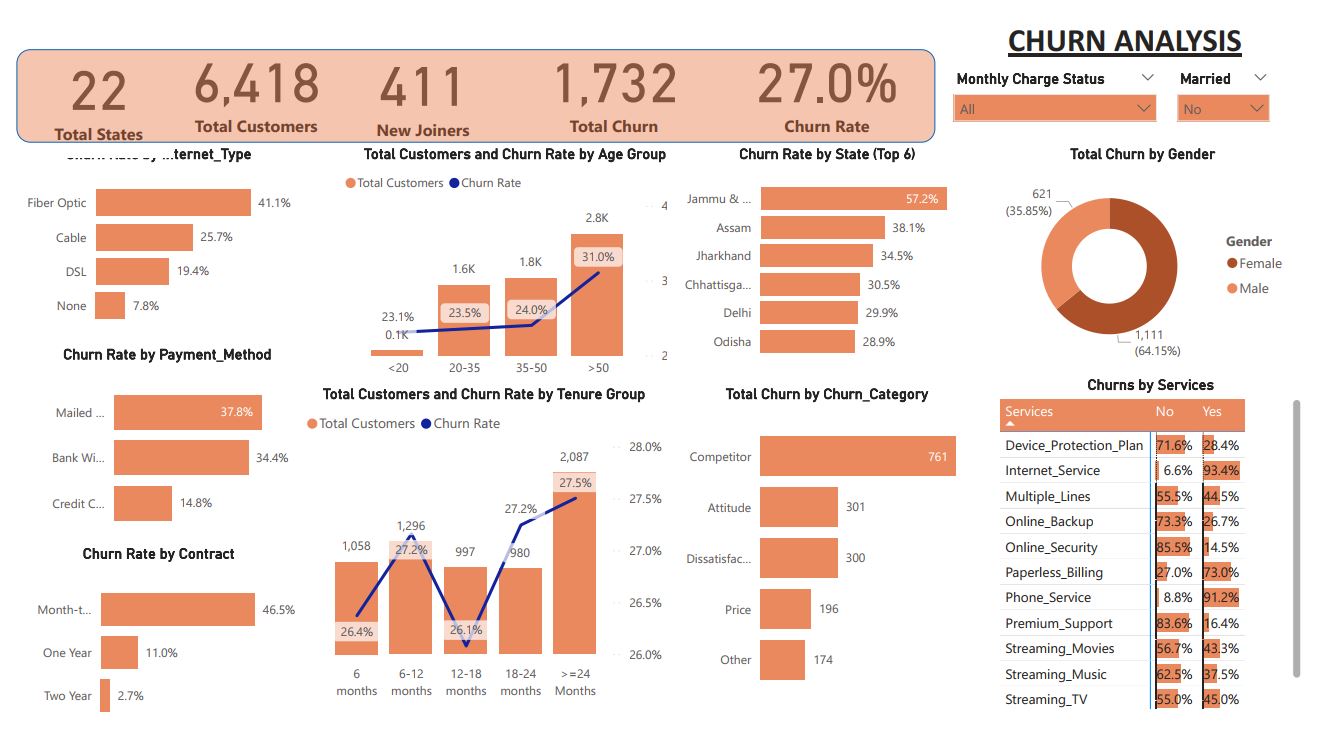 CHURN ANALYSIS
22
6,418
411
1,732
27.0%
Total States
Total Customers
New Joiners
Total Churn
Churn Rate
Monthly Charge Status
Married
All
No
Churn Rate by Internet_Type
Fiber Optic 41.1%
Cable 25.7%
DSL 19.4%
None 7.8%
Total Customers and Churn Rate by Age Group
Total Customers Churn Rate
4
3
2
2.8K
1.8K
1.6K
0.1K
31.0%
24.0%
23.5%
23.1%
<20 20-35 35-50 >50
Churn Rate by State (Top 6)
Jammu & ... 57.2%
Assam 38.1%
Jharkhand 34.5%
Chhattisga... 30.5%
Delhi 29.9%
Odisha 28.9%
Total Churn by Gender
621
(35.85%)
1,111
(64.15%)
Gender
Female
Male
Churn Rate by Payment_Method
Mailed ... 37.8%
Bank Wi... 34.4%
Credit C... 14.8%
Churn Rate by Contract
Month-t... 46.5%
One Year 11.0%
Two Year 2.7%
Total Customers and Churn Rate by Tenure Group
Total Customers Churn Rate
28.0%
27.5%
27.0%
26.5%
26.0%
1,058
1,296
997
980
2,087
26.4%
27.2%
26.1%
27.2%
27.5%
6 months
6-12 months
12-18 months
18-24 months
>=24 Months
Total Churn by Churn_Category
Competitor 761
Attitude 301
Dissatisfac... 300
Price 196
Other 174
Churns by Services
Services No Yes
Device_Protection_Plan 71.6% 28.4%
Internet_Service 6.6% 93.4%
Multiple_Lines 55.5% 44.5%
Online_Backup 73.3% 26.7%
Online_Security 85.5% 14.5%
Paperless_Billing 27.0% 73.0%
Phone_Service 8.8% 91.2%
Premium_Support 83.6% 16.4%
Streaming_Movies 56.7% 43.3%
Streaming_Music 62.5% 37.5%
Streaming_TV 55.0% 45.0%